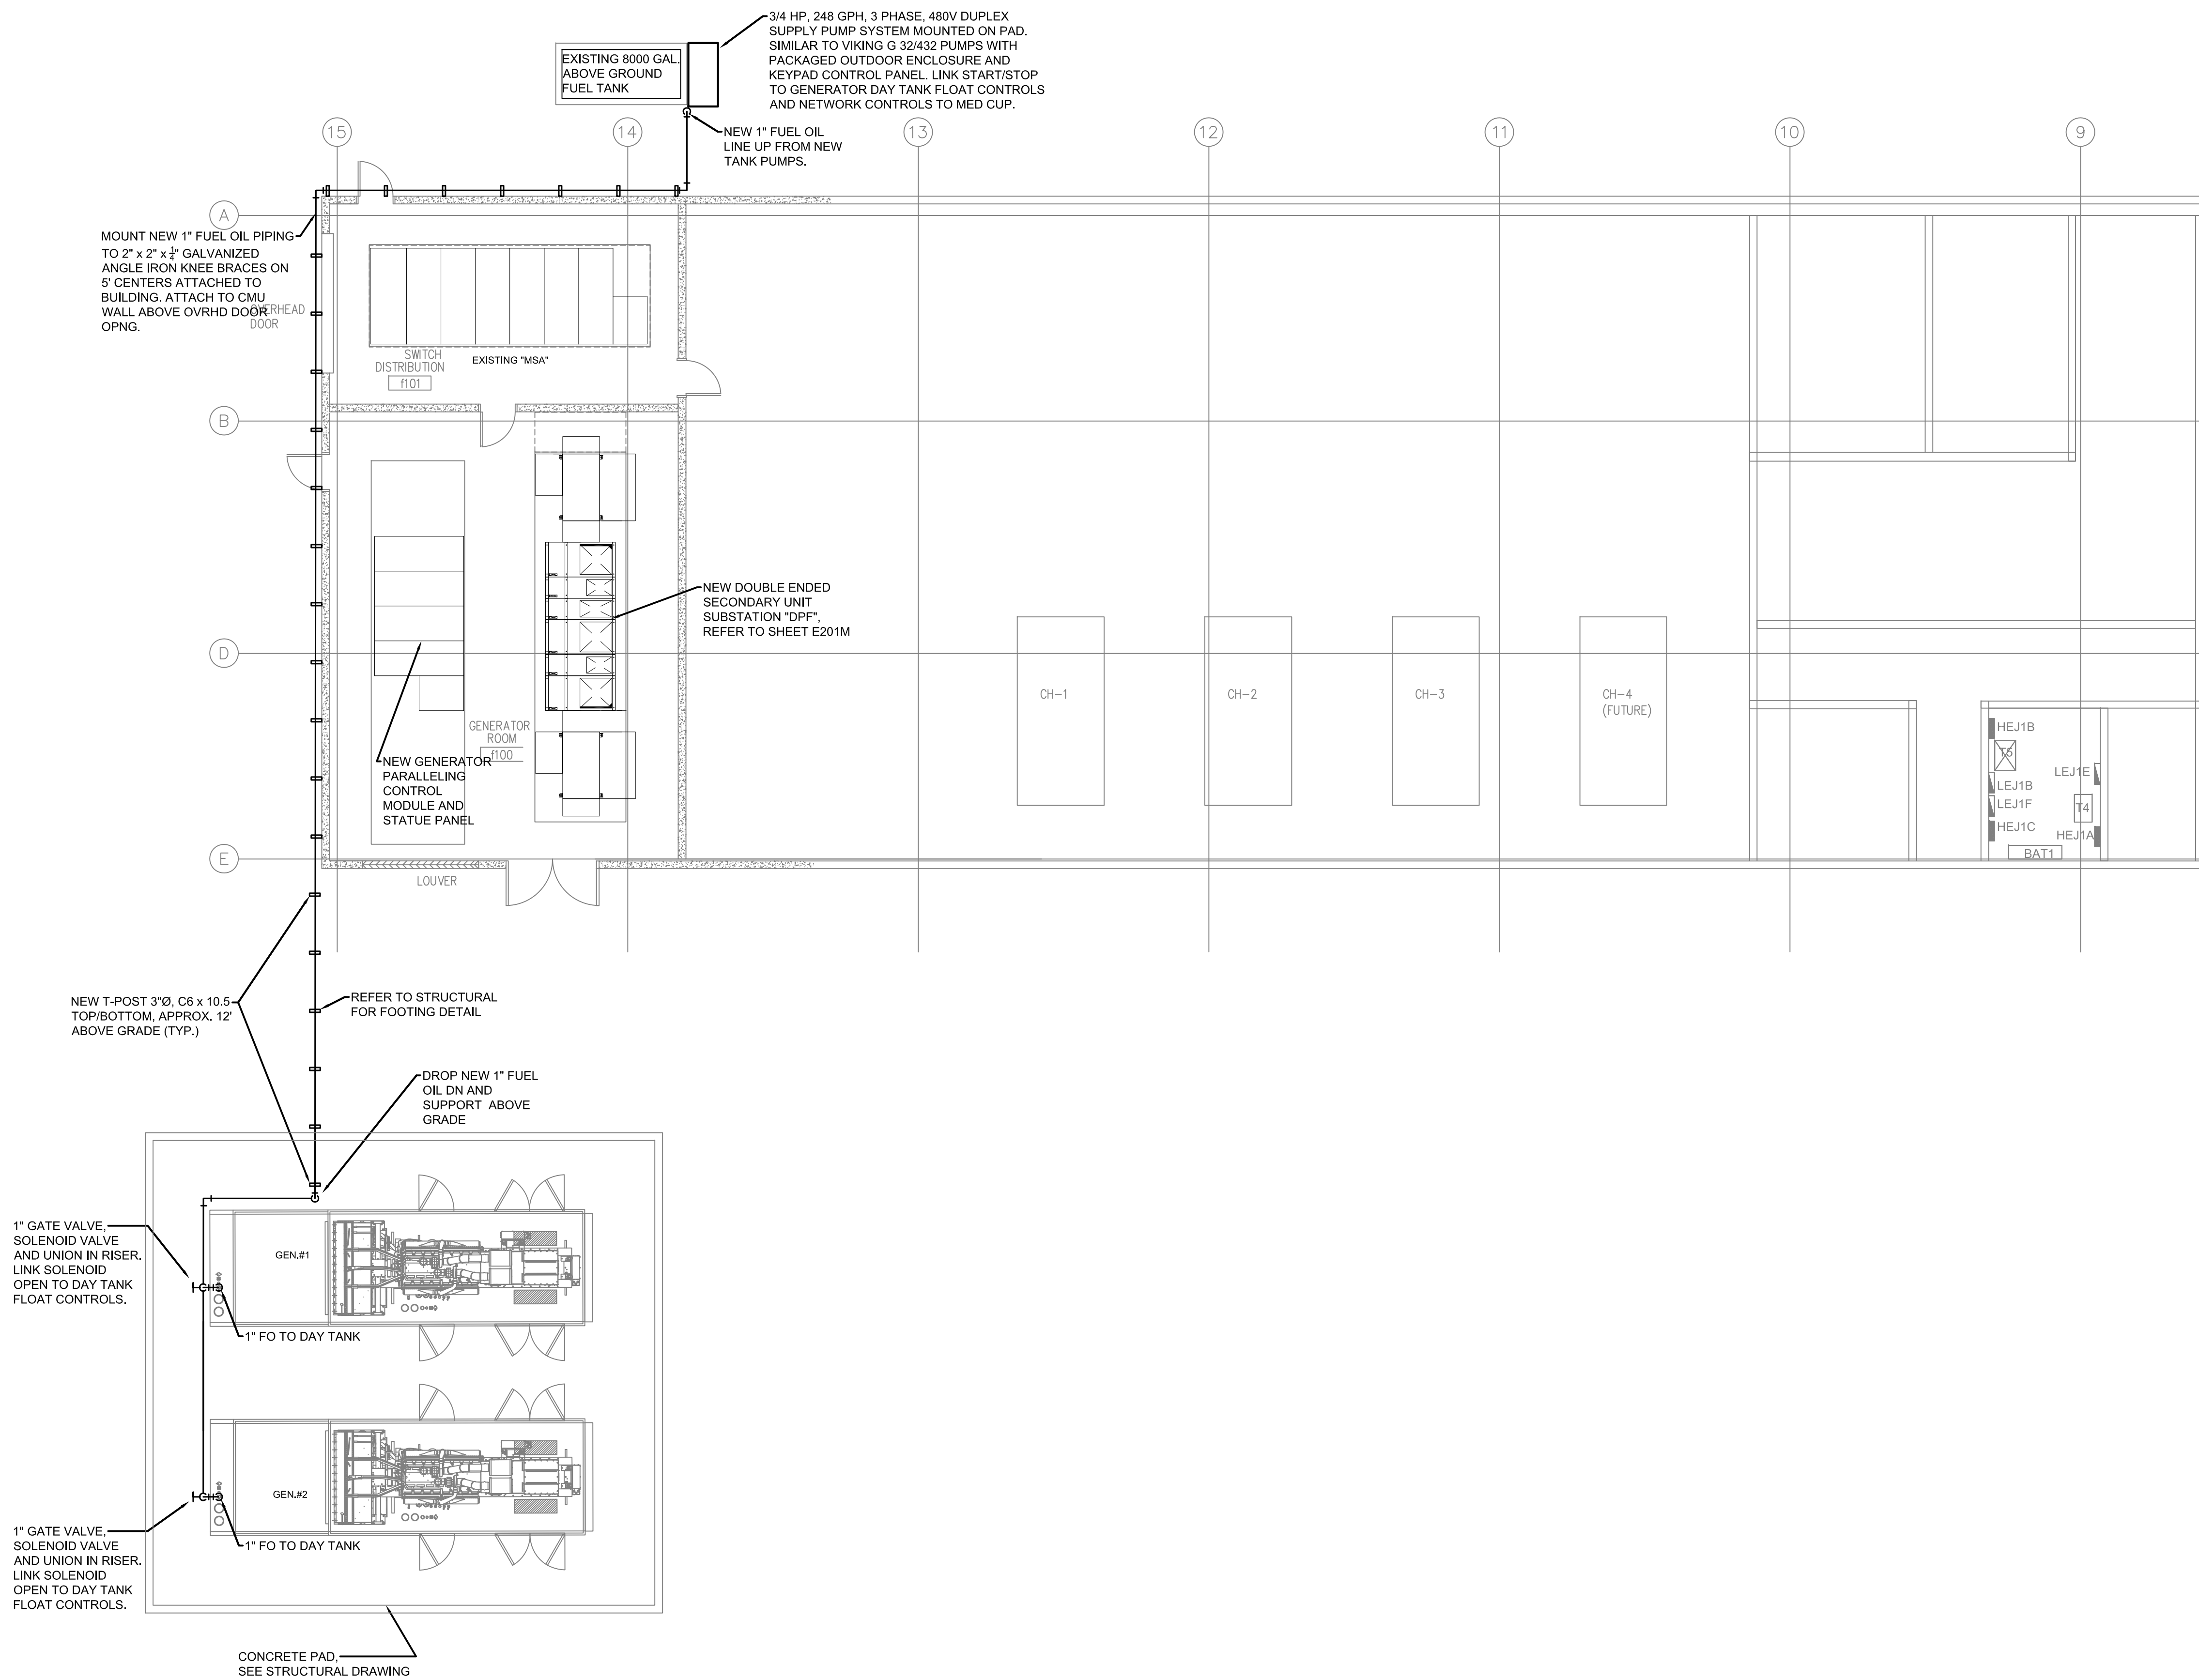 3/4 HP, 248 GPH, 3 PHASE, 480V DUPLEX
SUPPLY PUMP SYSTEM MOUNTED ON PAD.
SIMILAR TO VIKING G 32/432 PUMPS WITH
PACKAGED OUTDOOR ENCLOSURE AND
KEYPAD CONTROL PANEL. LINK START/STOP
TO GENERATOR DAY TANK FLOAT CONTROLS
AND NETWORK CONTROLS TO MED CUP.
EXISTING 8000 GAL.
ABOVE GROUND
FUEL TANK
NEW 1" FUEL OIL
LINE UP FROM NEW
TANK PUMPS.
15
14
13
12
11
10
9
A
MOUNT NEW 1" FUEL OIL PIPING
TO 2" x 2" x 1/4" GALVANIZED
ANGLE IRON KNEE BRACES ON
5' CENTERS ATTACHED TO
BUILDING. ATTACH TO CMU
WALL ABOVE OVRHD DOOR
OPNG.
OVERHEAD
DOOR
SWITCH
DISTRIBUTION
f101
EXISTING "MSA"
B
NEW DOUBLE ENDED
SECONDARY UNIT
SUBSTATION "DPF",
REFER TO SHEET E201M
D
CH-1
CH-2
CH-3
CH-4
(FUTURE)
GENERATOR
ROOM
f100
NEW GENERATOR
PARALLELING
CONTROL
MODULE AND
STATUE PANEL
HEJ1B
T5
LEJ1B
LEJ1F
HEJ1C
LEJ1E
T4
HEJ1A
BAT1
E
LOUVER
NEW T-POST 3"Ø, C6 x 10.5
TOP/BOTTOM, APPROX. 12'
ABOVE GRADE (TYP.)
REFER TO STRUCTURAL
FOR FOOTING DETAIL
DROP NEW 1" FUEL
OIL DN AND
SUPPORT ABOVE
GRADE
1" GATE VALVE,
SOLENOID VALVE
AND UNION IN RISER.
LINK SOLENOID
OPEN TO DAY TANK
FLOAT CONTROLS.
GEN.#1
1" FO TO DAY TANK
GEN.#2
1" GATE VALVE,
SOLENOID VALVE
AND UNION IN RISER.
LINK SOLENOID
OPEN TO DAY TANK
FLOAT CONTROLS.
1" FO TO DAY TANK
CONCRETE PAD,
SEE STRUCTURAL DRAWING